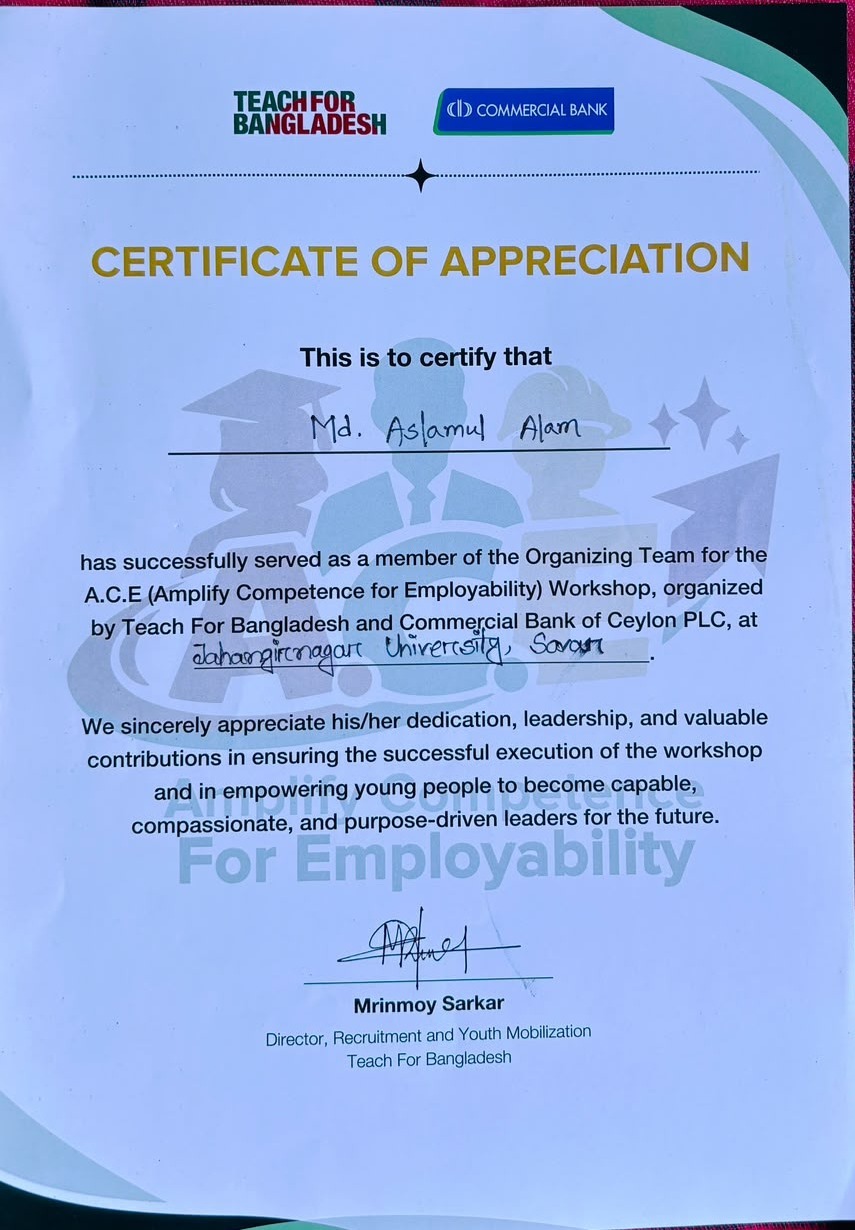 TEACH FOR
BANGLADESH
COMMERCIAL BANK
CERTIFICATE OF APPRECIATION
This is to certify that
Md. Aslamul Alam
has successfully served as a member of the Organizing Team for the
A.C.E (Amplify Competence for Employability) Workshop, organized
by Teach For Bangladesh and Commercial Bank of Ceylon PLC, at
Jahangirnagar University, Savar.
We sincerely appreciate his/her dedication, leadership, and valuable
contributions in ensuring the successful execution of the workshop
and in empowering young people to become capable,
compassionate, and purpose-driven leaders for the future.
A.C.E
Amplify Competence
For Employability
Mrinmoy Sarkar
Director, Recruitment and Youth Mobilization
Teach For Bangladesh